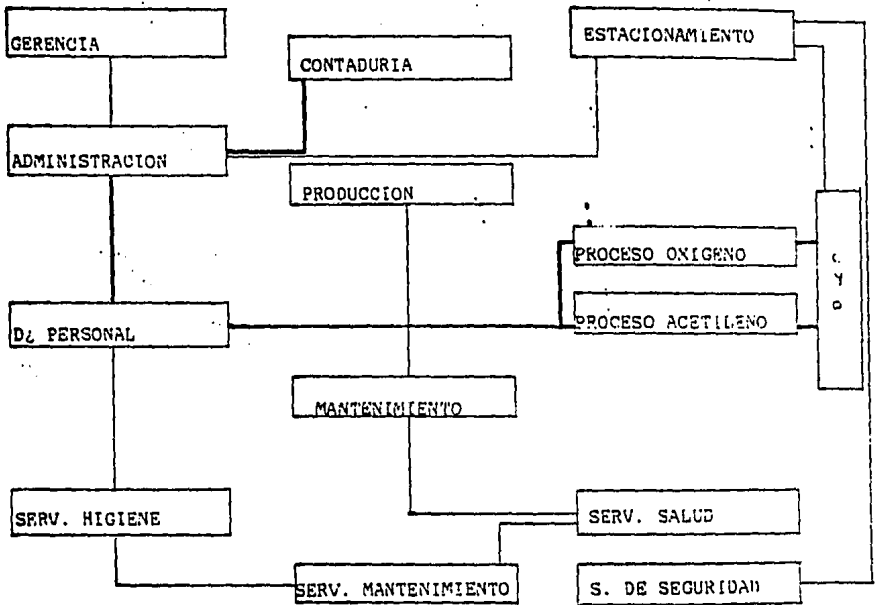 GERENCIA
CONTADURIA
ESTACIONAMIENTO
ADMINISTRACION
PRODUCCION
PROCESO OXIGENO
C Y D
PROCESO ACETILENO
D¿ PERSONAL
MANTENIMIENTO
SERV. HIGIENE
SERV. SALUD
SERV. MANTENIMIENTO
S. DE SEGURIDAD